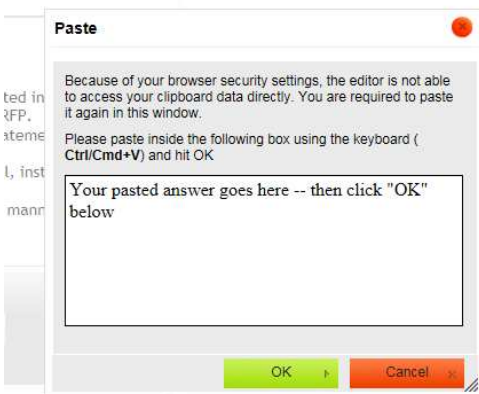 Paste
Because of your browser security settings, the editor is not able
to access your clipboard data directly. You are required to paste
it again in this window.
Please paste inside the following box using the keyboard (
Ctrl/Cmd+V) and hit OK
Your pasted answer goes here -- then click "OK"
below
OK
Cancel
ted in
RFP.
ateme
l, inst
mann